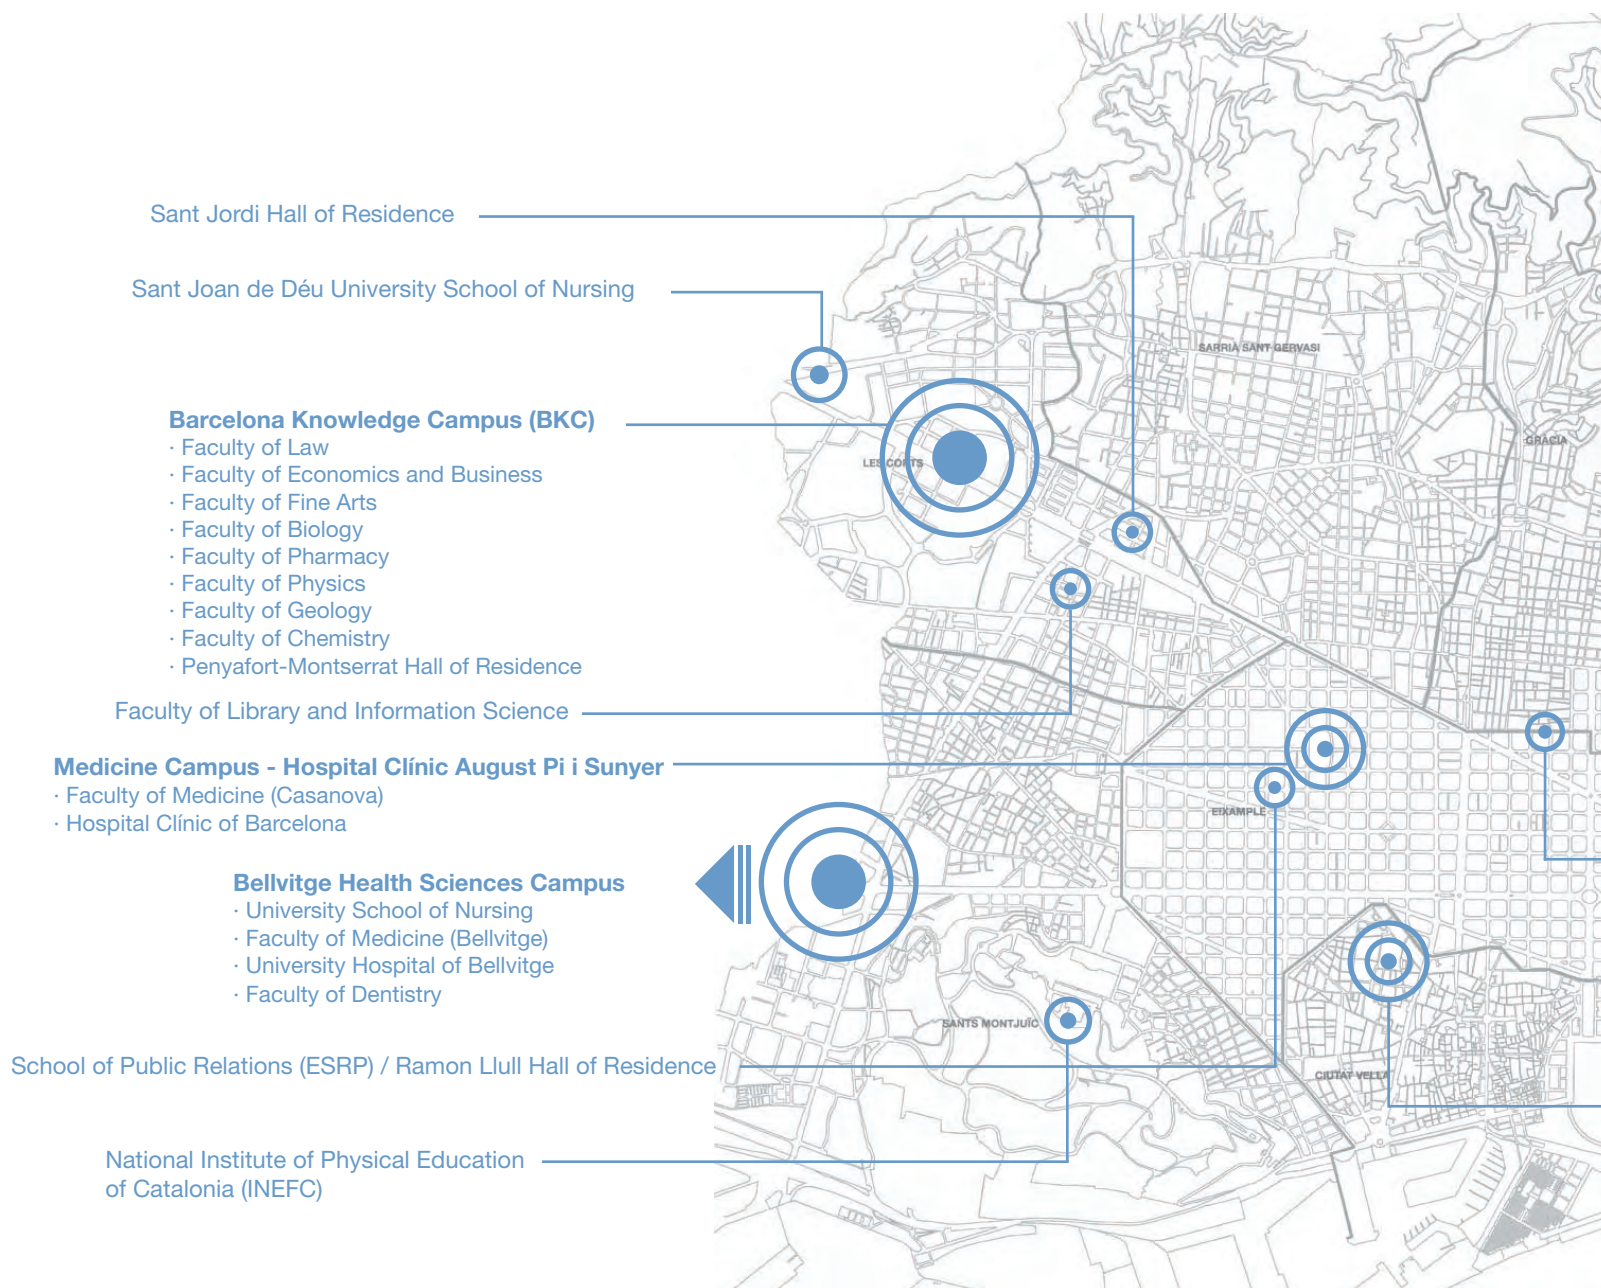 Sant Jordi Hall of Residence
Sant Joan de Déu University School of Nursing
SARRIÀ SANT GERVASI
Barcelona Knowledge Campus (BKC)
· Faculty of Law
· Faculty of Economics and Business
· Faculty of Fine Arts
· Faculty of Biology
· Faculty of Pharmacy
· Faculty of Physics
· Faculty of Geology
· Faculty of Chemistry
· Penyafort-Montserrat Hall of Residence
GRÀCIA
LES CORTS
Faculty of Library and Information Science
Medicine Campus - Hospital Clínic August Pi i Sunyer
· Faculty of Medicine (Casanova)
· Hospital Clínic of Barcelona
EIXAMPLE
Bellvitge Health Sciences Campus
· University School of Nursing
· Faculty of Medicine (Bellvitge)
· University Hospital of Bellvitge
· Faculty of Dentistry
SANTS MONTJUÏC
School of Public Relations (ESRP) / Ramon Llull Hall of Residence
CIUTAT VELLA
National Institute of Physical Education
of Catalonia (INEFC)